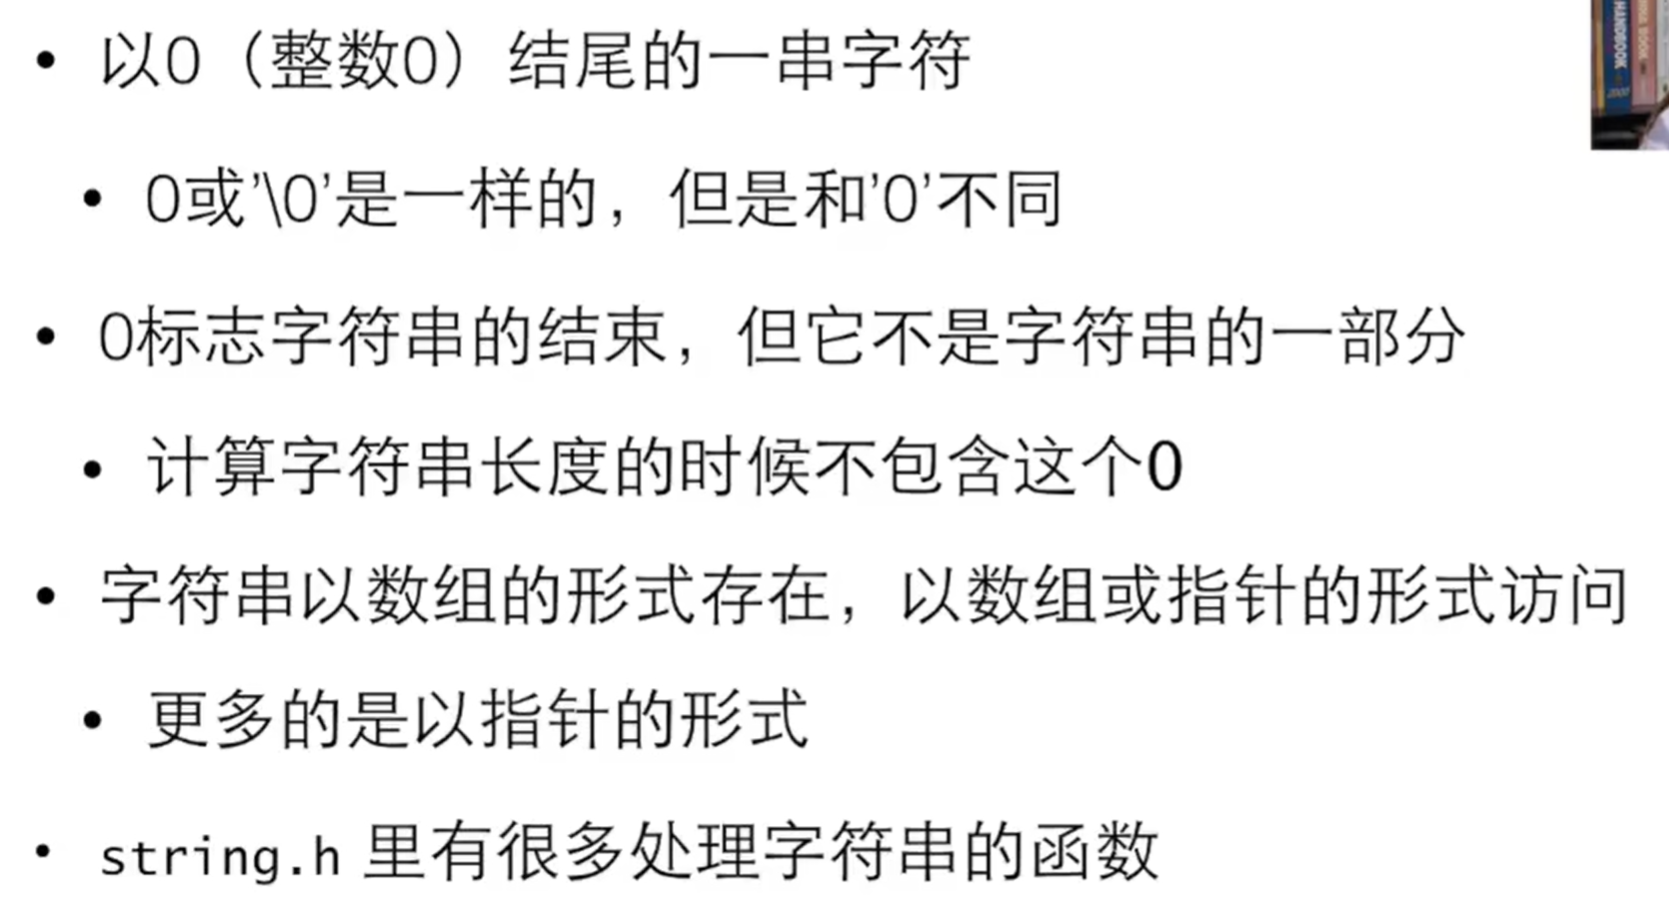 • 以0（整数0）结尾的一串字符
• 0或’\0’是一样的，但是和’0’不同
• 0标志字符串的结束，但它不是字符串的一部分
• 计算字符串长度的时候不包含这个0
• 字符串以数组的形式存在，以数组或指针的形式访问
• 更多的是以指针的形式
• string.h 里有很多处理字符串的函数
HANDBOOK
2000